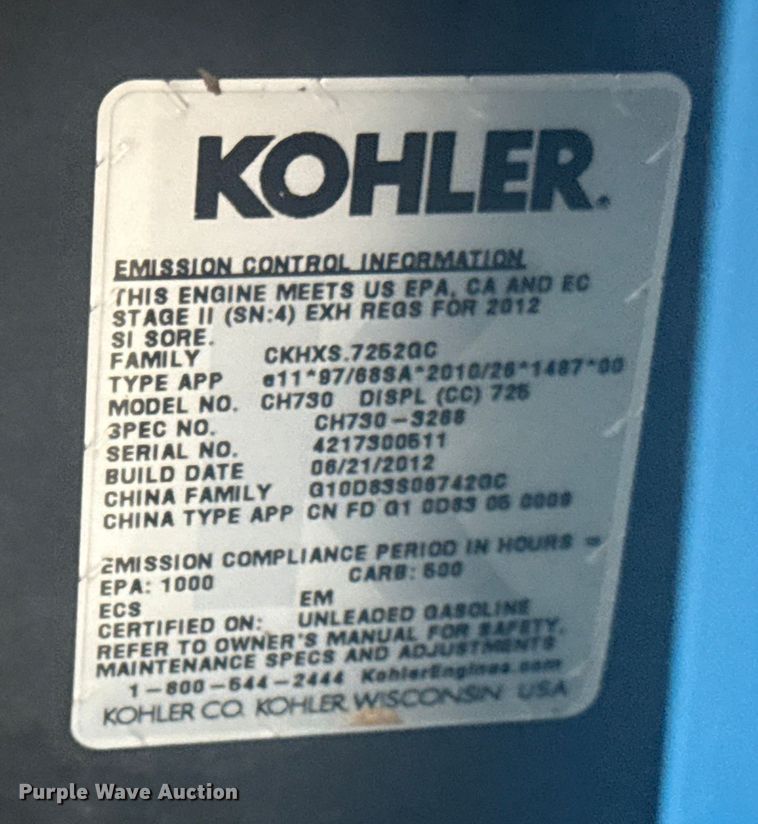 KOHLER.
EMISSION CONTROL INFORMATION
THIS ENGINE MEETS US EPA, CA AND EC
STAGE II (SN:4) EXH REGS FOR 2012
SI SORE.
FAMILY CKHXS.7252GC
TYPE APP e11*97/68SA*2010/26*1487*00
MODEL NO. CH730 DISPL (CC) 725
SPEC NO. CH730-3288
SERIAL NO. 4217300511
BUILD DATE 06/21/2012
CHINA FAMILY
CHINA TYPE APP CN FD G1 0D83 05
EMISSION COMPLIANCE PERIOD IN HOURS =
EPA: 1000 CARB: 500
ECS EM
CERTIFIED ON: UNLEADED GASOLINE
REFER TO OWNER'S MANUAL FOR SAFETY,
MAINTENANCE SPECS AND ADJUSTMENTS
1-800-544-2444 KohlerEngines.com
KOHLER CO. KOHLER, WISCONSIN USA
Purple Wave Auction